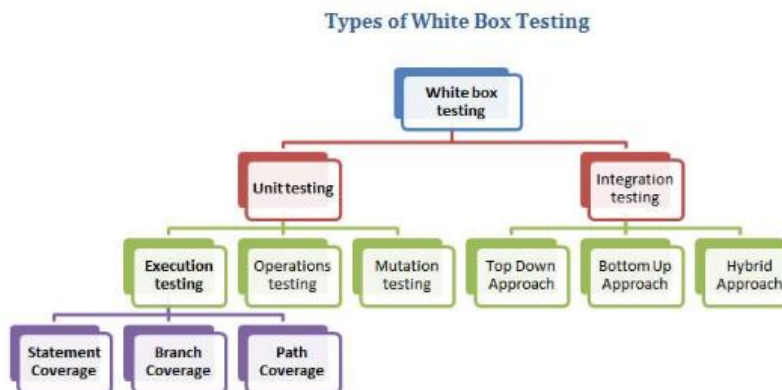 Types of White Box Testing
White box
testing
Unit testing
Integration
testing
Execution
testing
Operations
testing
Mutation
testing
Top Down
Approach
Bottom Up
Approach
Hybrid
Approach
Statement
Coverage
Branch
Coverage
Path
Coverage